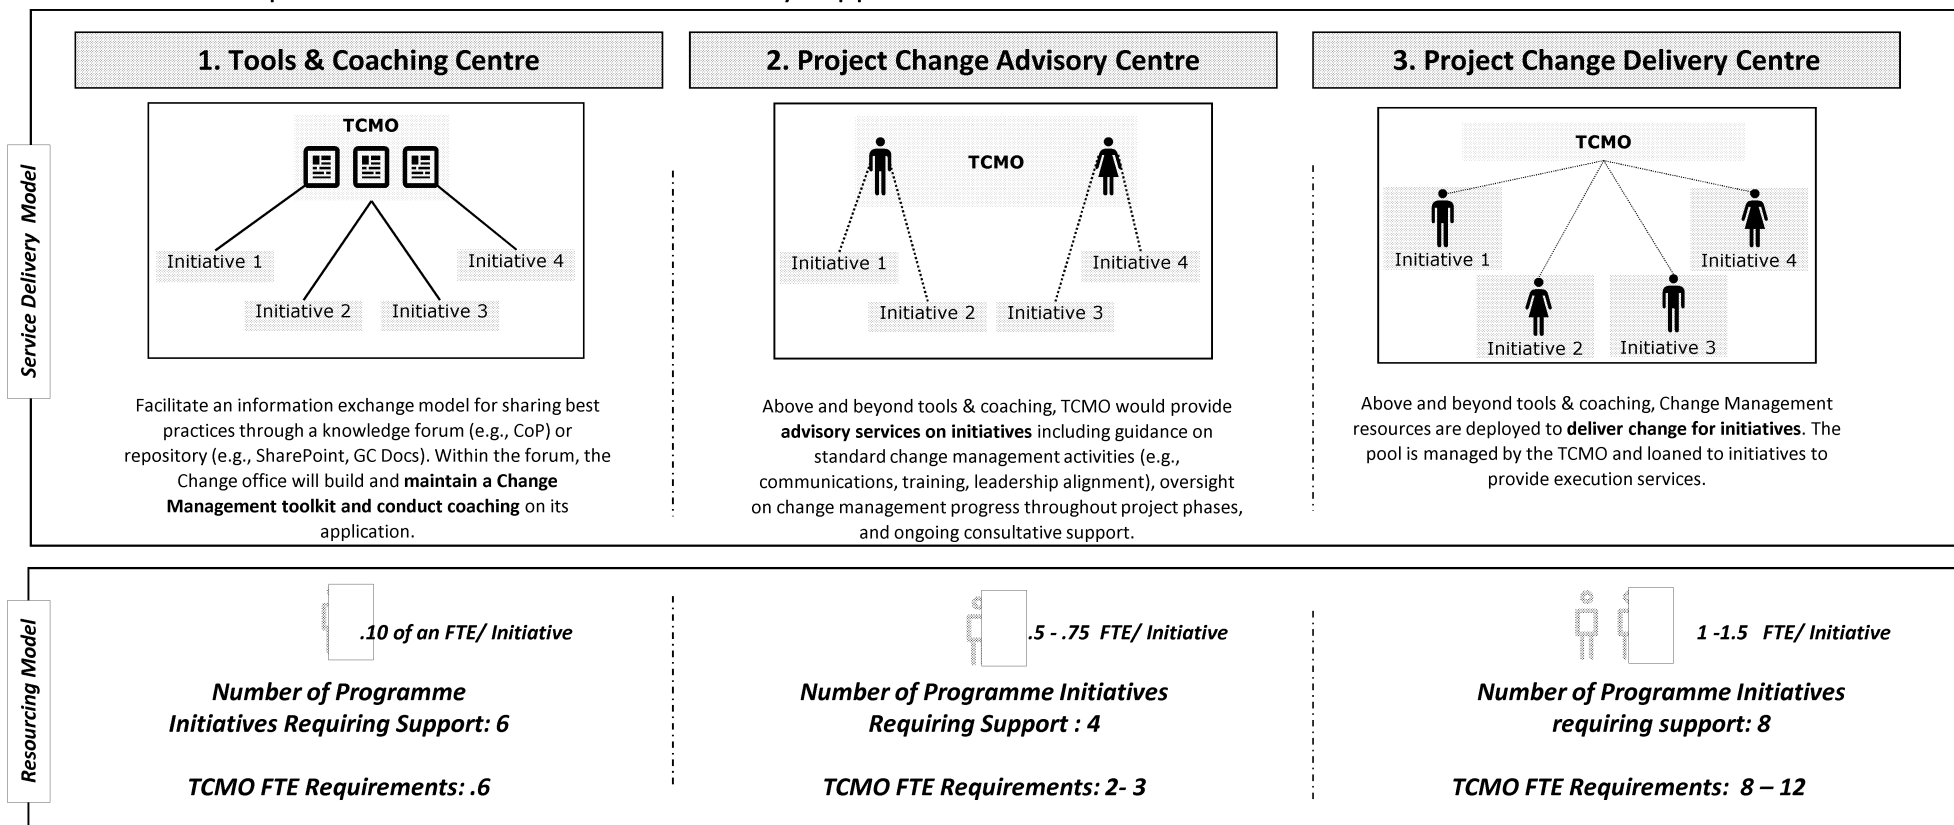 1. Tools & Coaching Centre
2. Project Change Advisory Centre
3. Project Change Delivery Centre
Service Delivery Model
TCMO
Initiative 1
Initiative 4
Initiative 2
Initiative 3
TCMO
Initiative 1
Initiative 4
Initiative 2
Initiative 3
TCMO
Initiative 1
Initiative 4
Initiative 2
Initiative 3
Facilitate an information exchange model for sharing best
practices through a knowledge forum (e.g., CoP) or
repository (e.g., SharePoint, GC Docs). Within the forum, the
Change office will build and maintain a Change
Management toolkit and conduct coaching on its
application.
Above and beyond tools & coaching, TCMO would provide
advisory services on initiatives including guidance on
standard change management activities (e.g.,
communications, training, leadership alignment), oversight
on change management progress throughout project phases,
and ongoing consultative support.
Above and beyond tools & coaching, Change Management
resources are deployed to deliver change for initiatives. The
pool is managed by the TCMO and loaned to initiatives to
provide execution services.
Resourcing Model
.10 of an FTE/ Initiative
Number of Programme
Initiatives Requiring Support: 6
TCMO FTE Requirements: .6
.5 - .75 FTE/ Initiative
Number of Programme Initiatives
Requiring Support : 4
TCMO FTE Requirements: 2- 3
1 -1.5 FTE/ Initiative
Number of Programme Initiatives
requiring support: 8
TCMO FTE Requirements: 8 – 12